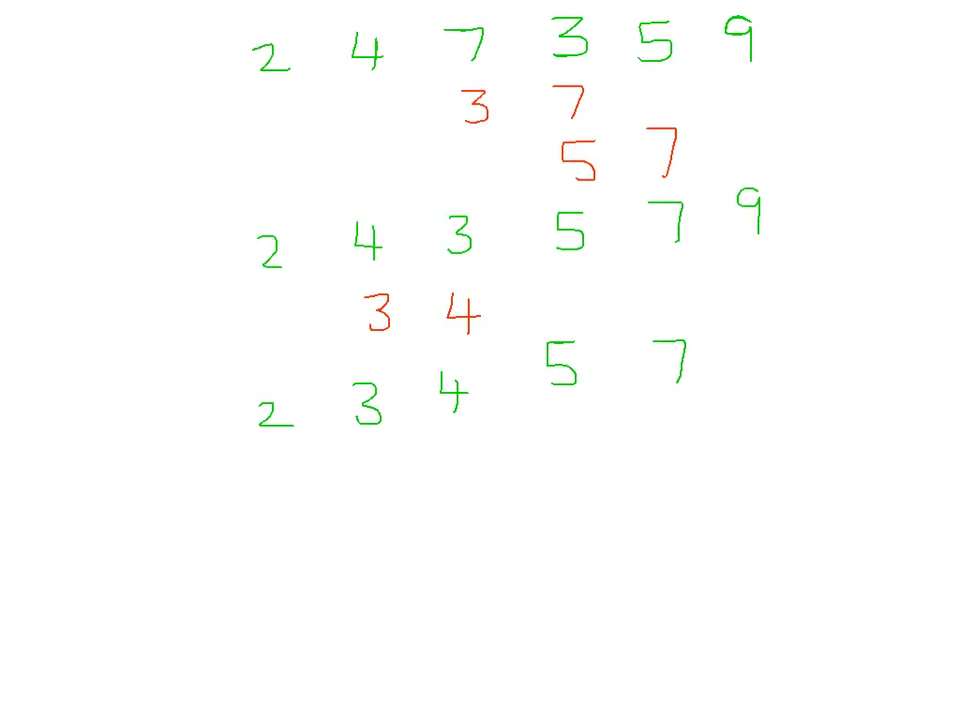 2 4 7 3 5 9
3 7
5 7
2 4 3 5 7 9
3 4
2 3 4 5 7